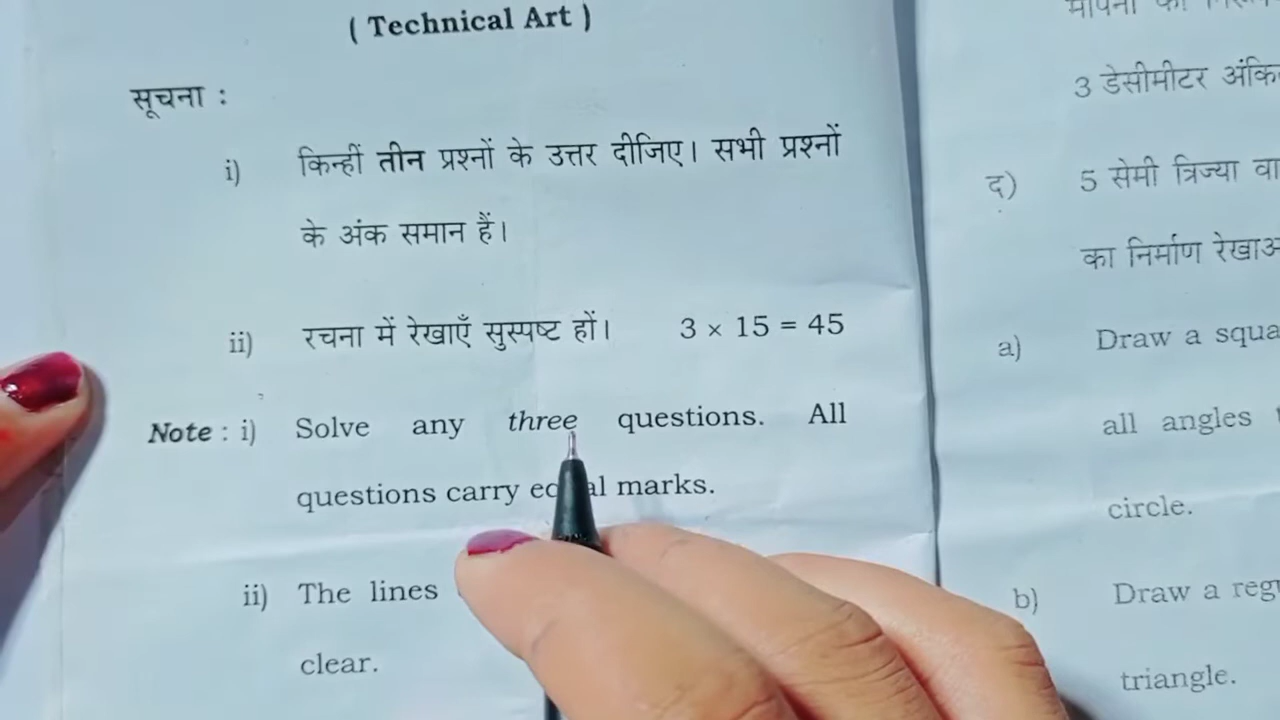 ( Technical Art )
सूचना :
i) किन्हीं तीन प्रश्नों के उत्तर दीजिए। सभी प्रश्नों
के अंक समान हैं।
ii) रचना में रेखाएँ सुस्पष्ट हों। 3 × 15 = 45
Note : i) Solve any three questions. All
questions carry equal marks.
ii) The lines
clear.
3 डेसीमीटर
द) 5 सेमी त्रिज्या
का निर्माण
a) Draw a
all angles
circle.
b) Draw a
triangle.